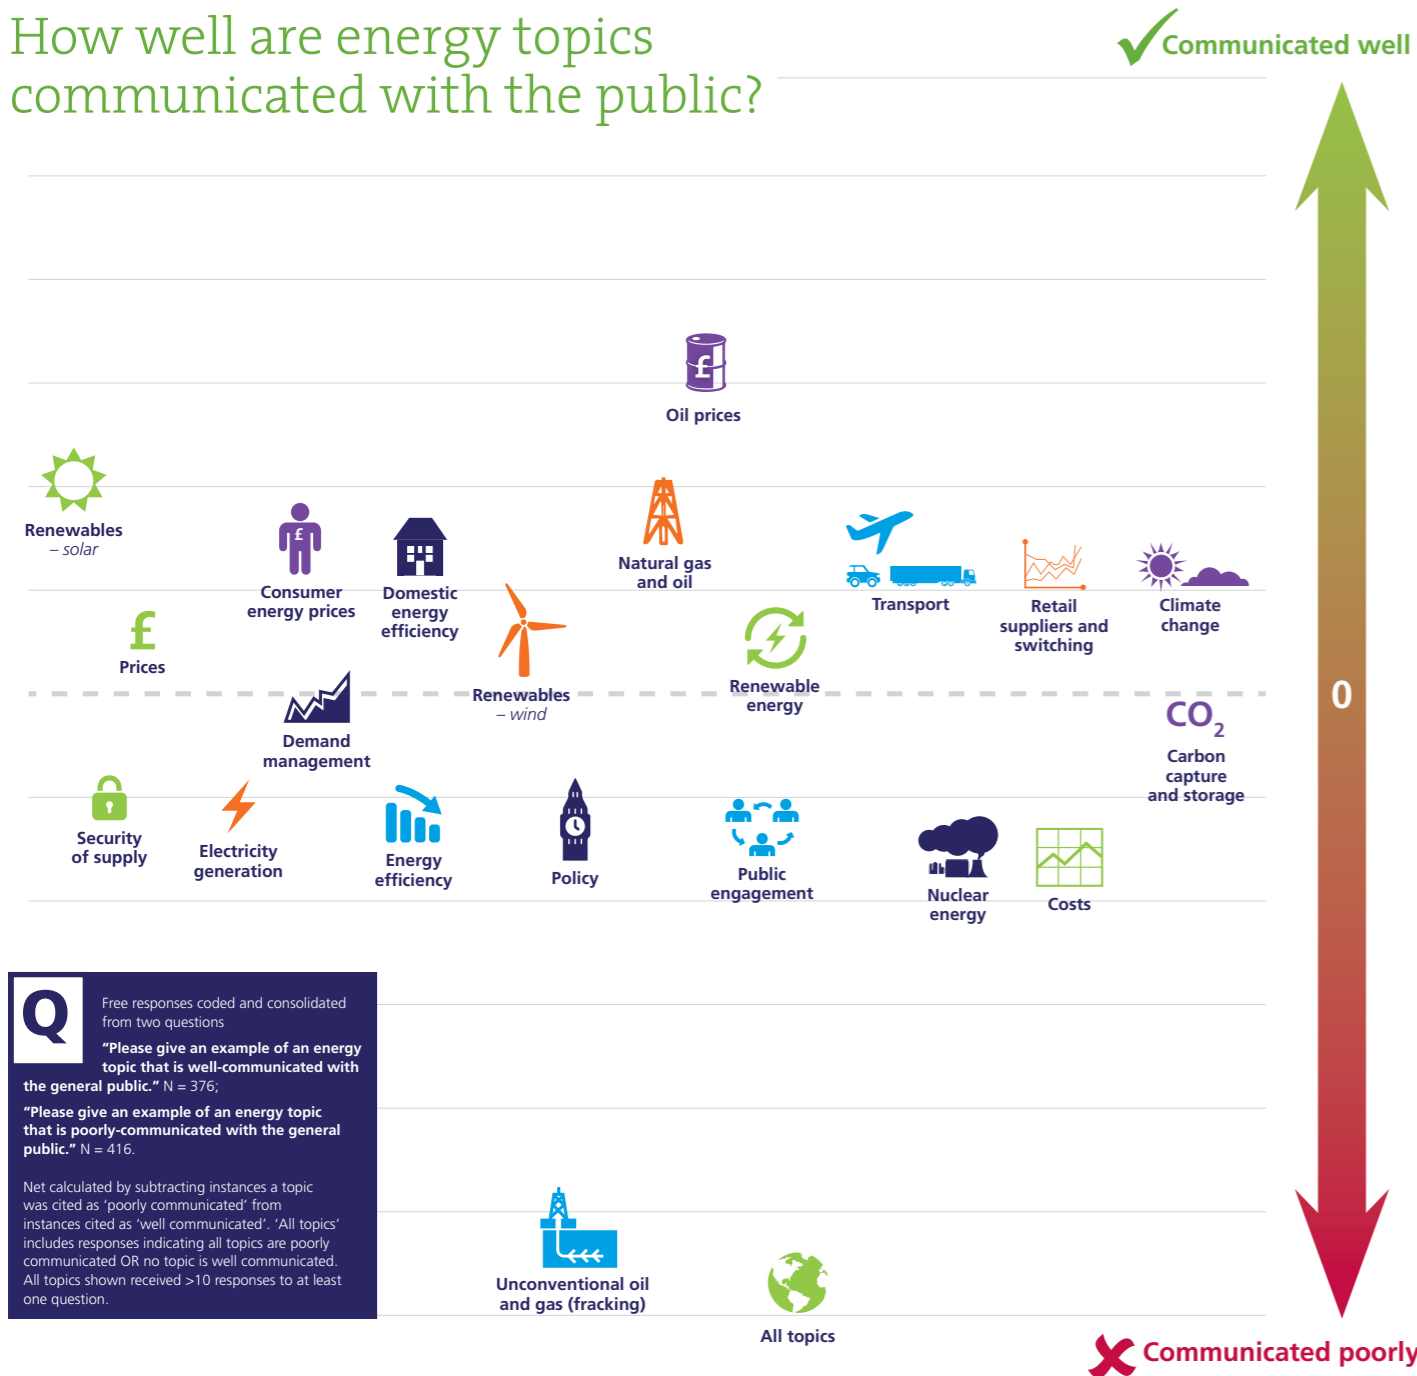 How well are energy topics
communicated with the public?
Communicated well
£
Oil prices
Renewables
– solar
£
Consumer
energy prices
Domestic
energy
efficiency
Natural gas
and oil
Transport
Retail
suppliers and
switching
Climate
change
£
Prices
Renewables
– wind
Renewable
energy
0
Demand
management
CO2
Carbon
capture
and storage
Security
of supply
Electricity
generation
Energy
efficiency
Policy
Public
engagement
Nuclear
energy
Costs
Q
Free responses coded and consolidated
from two questions
“Please give an example of an energy
topic that is well-communicated with
the general public.” N = 376;
“Please give an example of an energy topic
that is poorly-communicated with the general
public.” N = 416.
Net calculated by subtracting instances a topic
was cited as ‘poorly communicated’ from
instances cited as ‘well communicated’. ‘All topics’
includes responses indicating all topics are poorly
communicated OR no topic is well communicated.
All topics shown received >10 responses to at least
one question.
Unconventional oil
and gas (fracking)
All topics
Communicated poorly